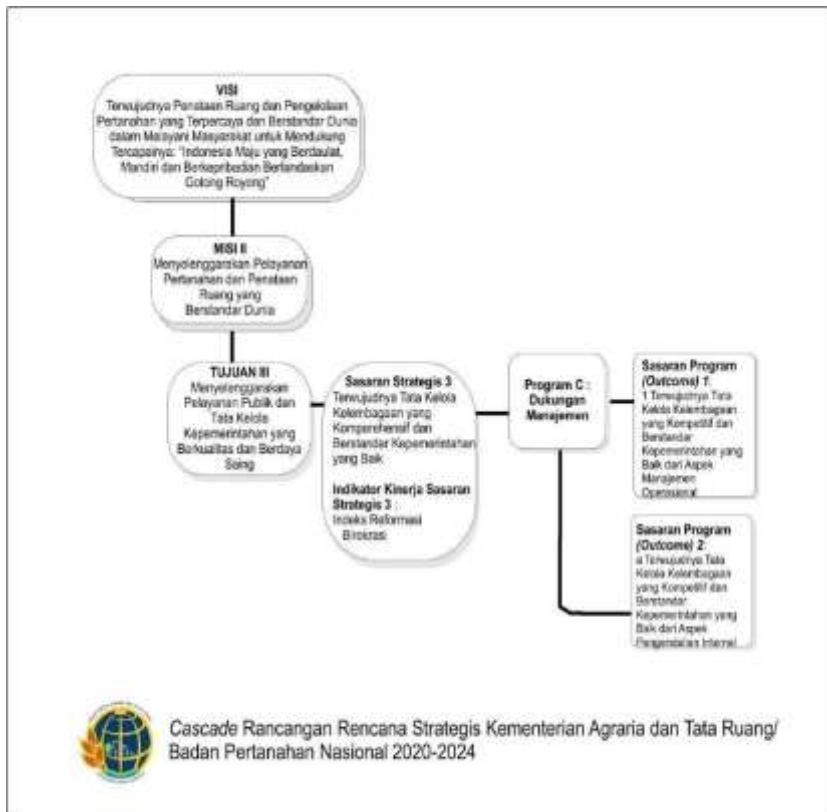 VISI
Terwujudnya Penataan Ruang dan Pengelolaan
Pertanahan yang Terpercaya dan Berstandar Dunia
dalam Melayani Masyarakat untuk Mendukung
Tercapainya: "Indonesia Maju yang Berdaulat,
Mandiri dan Berkepribadian Berlandaskan
Gotong Royong"
MISI II
Menyelenggarakan Pelayanan
Pertanahan dan Penataan
Ruang yang
Berstandar Dunia
TUJUAN III
Menyelenggarakan
Pelayanan Publik dan
Tata Kelola
Kepemerintahan yang
Berkualitas dan Berdaya
Saing
Sasaran Strategis 3
Terwujudnya Tata Kelola
Kelembagaan yang
Komprehensif dan
Berstandar Kepemerintahan
yang Baik
Indikator Kinerja Sasaran
Strategis 3 :
Indeks Reformasi
Birokrasi
Program C :
Dukungan
Manajemen
Sasaran Program
(Outcome) 1:
1 Terwujudnya Tata
Kelola Kelembagaan
yang Kompetitif dan
Berstandar
Kepemerintahan yang
Baik dari Aspek
Manajemen
Operasional
Sasaran Program
(Outcome) 2:
a Terwujudnya Tata
Kelola Kelembagaan
yang Kompetitif dan
Berstandar
Kepemerintahan yang
Baik dari Aspek
Pengendalian Internal
Cascade Rancangan Rencana Strategis Kementerian Agraria dan Tata Ruang/
Badan Pertanahan Nasional 2020-2024